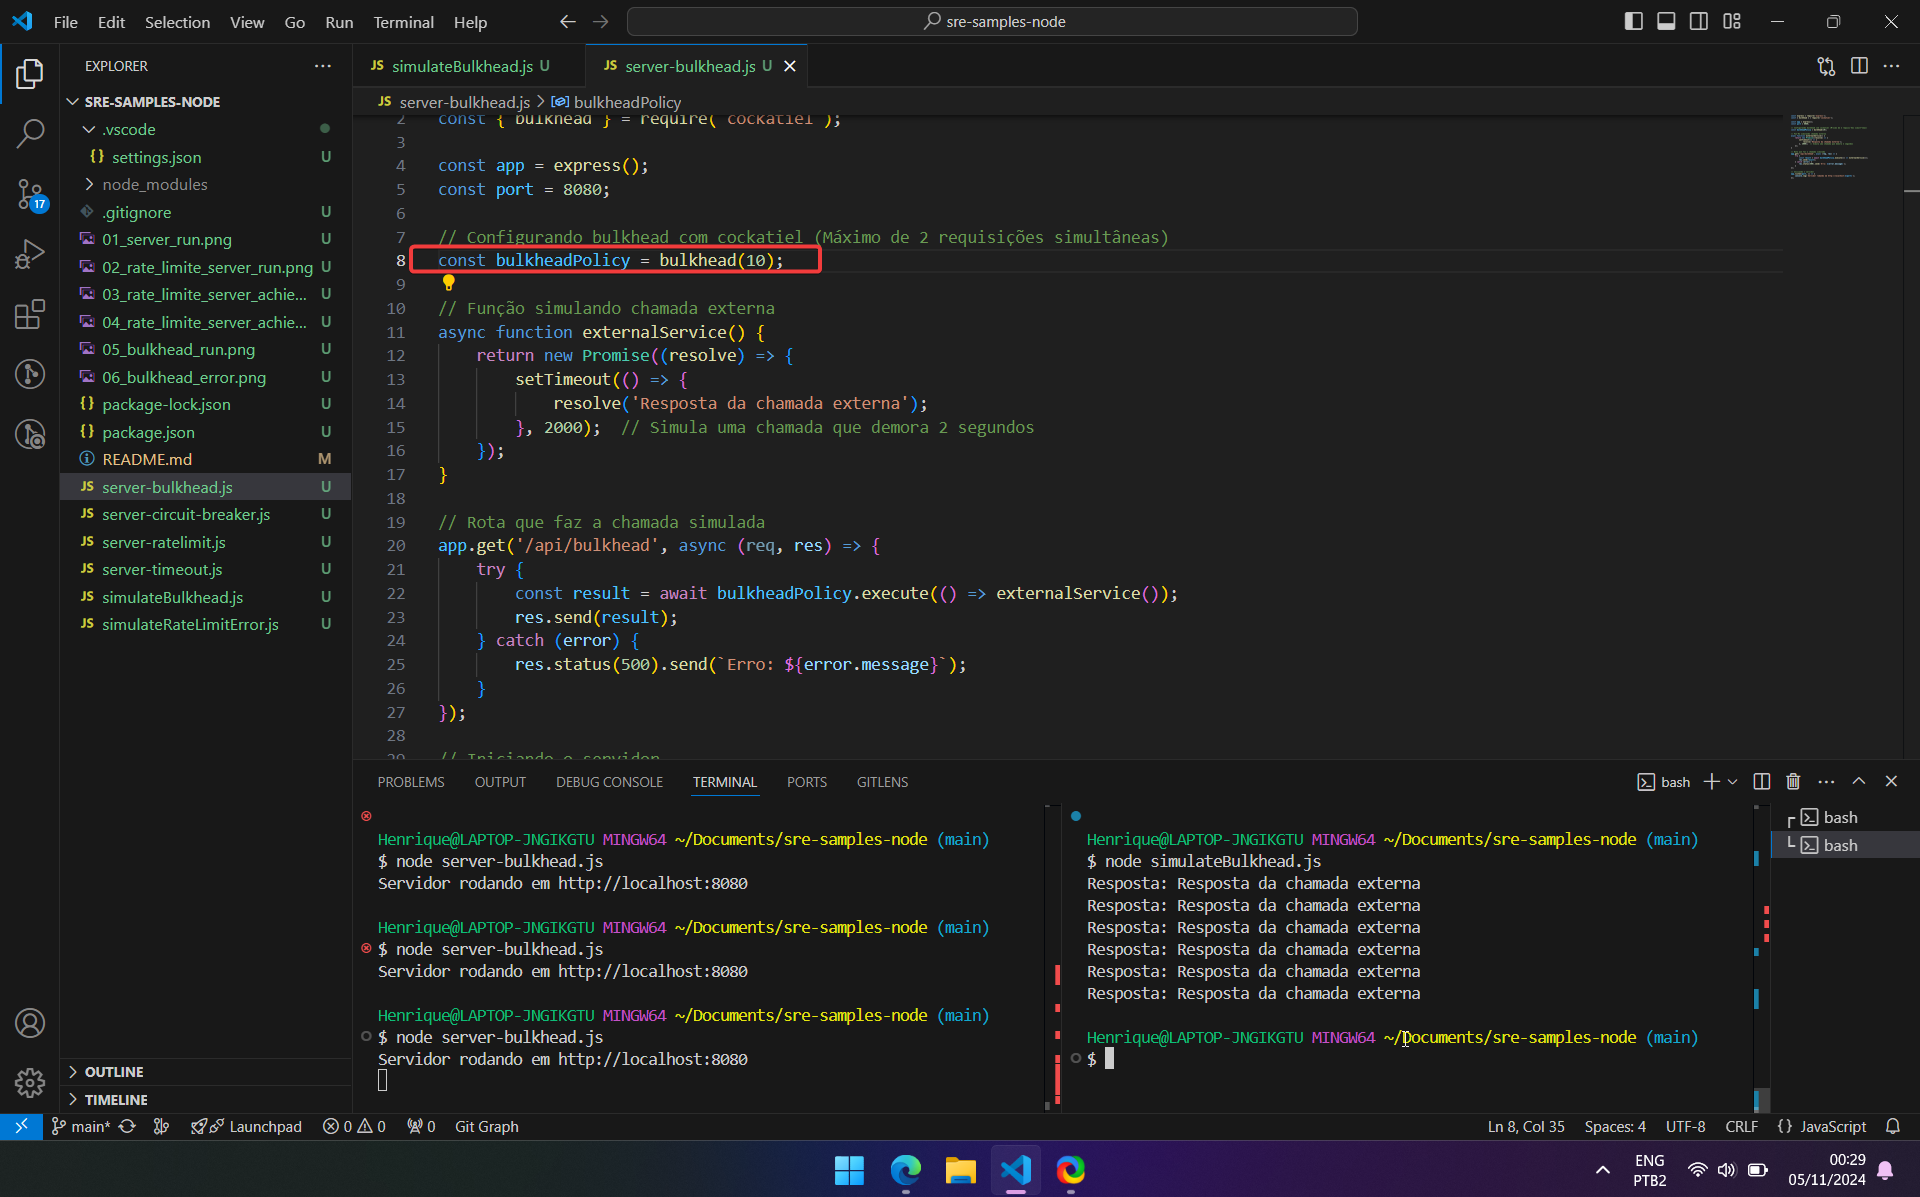 File Edit Selection View Go Run Terminal Help
sre-samples-node
EXPLORER
SRE-SAMPLES-NODE
.vscode
settings.json U
node_modules
.gitignore U
01_server_run.png U
02_rate_limite_server_run.png U
03_rate_limite_server_achie... U
04_rate_limite_server_achie... U
05_bulkhead_run.png U
06_bulkhead_error.png U
package-lock.json U
package.json U
README.md M
JS server-bulkhead.js U
JS server-circuit-breaker.js U
JS server-ratelimit.js U
JS server-timeout.js U
JS simulateBulkhead.js U
JS simulateRateLimitError.js U
OUTLINE
TIMELINE
17
JS simulateBulkhead.js U
JS server-bulkhead.js U
JS server-bulkhead.js > bulkheadPolicy
2 const { bulkhead } = require('cockatiel');
3
4 const app = express();
5 const port = 8080;
6
7 // Configurando bulkhead com cockatiel (Máximo de 2 requisições simultâneas)
8 const bulkheadPolicy = bulkhead(10);
9
10 // Função simulando chamada externa
11 async function externalService() {
12 return new Promise((resolve) => {
13 setTimeout(() => {
14 resolve('Resposta da chamada externa');
15 }, 2000); // Simula uma chamada que demora 2 segundos
16 });
17 }
18
19 // Rota que faz a chamada simulada
20 app.get('/api/bulkhead', async (req, res) => {
21 try {
22 const result = await bulkheadPolicy.execute(() => externalService());
23 res.send(result);
24 } catch (error) {
25 res.status(500).send(`Erro: ${error.message}`);
26 }
27 });
28
29 // Iniciando o servidor
PROBLEMS OUTPUT DEBUG CONSOLE TERMINAL PORTS GITLENS
bash
Henrique@LAPTOP-JNGIKGTU MINGW64 ~/Documents/sre-samples-node (main)
$ node server-bulkhead.js
Servidor rodando em http://localhost:8080
Henrique@LAPTOP-JNGIKGTU MINGW64 ~/Documents/sre-samples-node (main)
$ node server-bulkhead.js
Servidor rodando em http://localhost:8080
Henrique@LAPTOP-JNGIKGTU MINGW64 ~/Documents/sre-samples-node (main)
$ node server-bulkhead.js
Servidor rodando em http://localhost:8080
Henrique@LAPTOP-JNGIKGTU MINGW64 ~/Documents/sre-samples-node (main)
$ node simulateBulkhead.js
Resposta: Resposta da chamada externa
Resposta: Resposta da chamada externa
Resposta: Resposta da chamada externa
Resposta: Resposta da chamada externa
Resposta: Resposta da chamada externa
Resposta: Resposta da chamada externa
Henrique@LAPTOP-JNGIKGTU MINGW64 ~/Documents/sre-samples-node (main)
$
bash
bash
main* Launchpad 0 0 0 Git Graph
Ln 8, Col 35 Spaces: 4 UTF-8 CRLF {} JavaScript
ENG
PTB2
00:29
05/11/2024